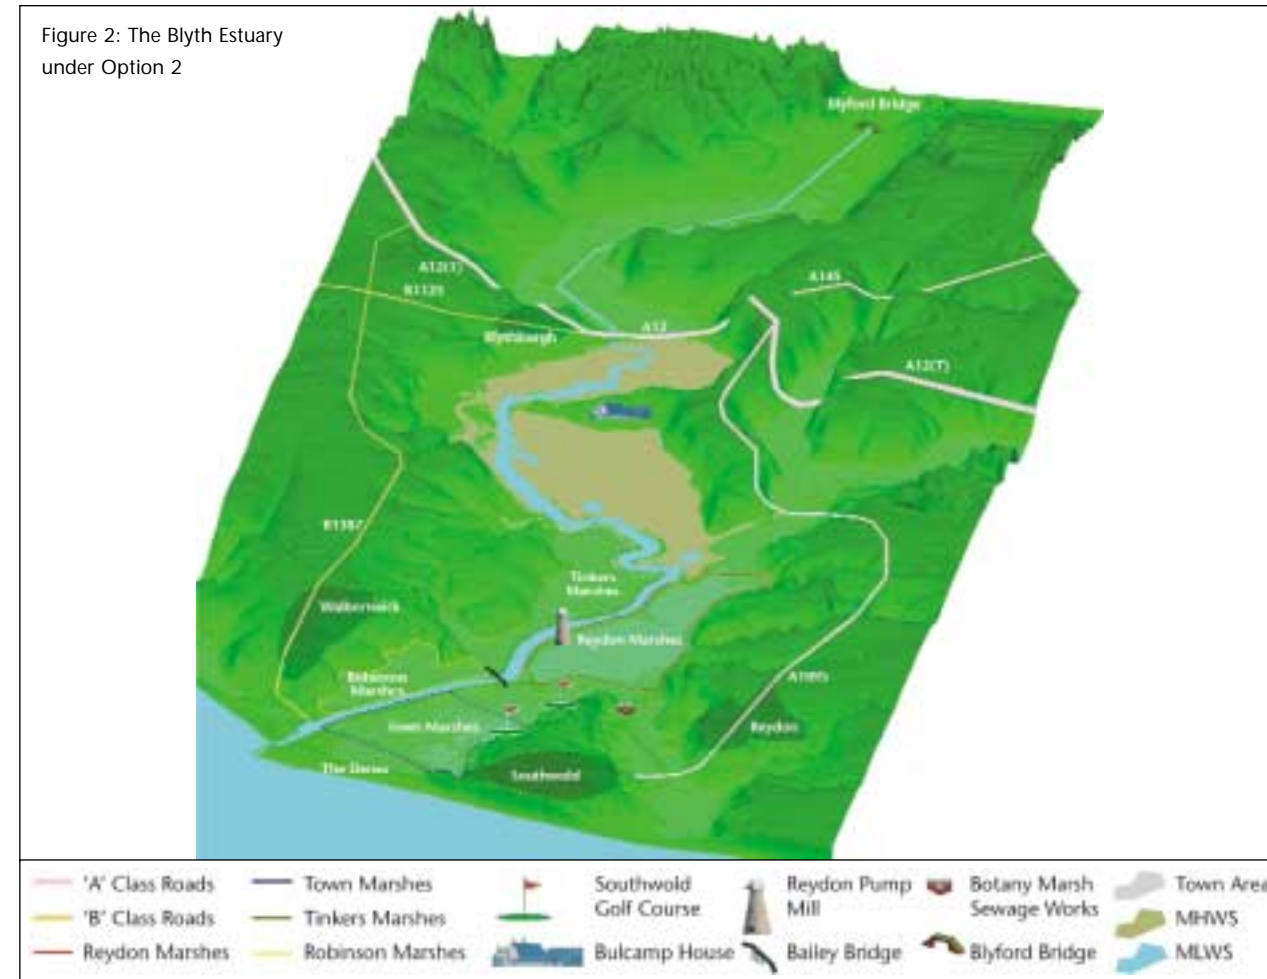 Figure 2: The Blyth Estuary
under Option 2
Blyford Bridge
A12(T)
B1125
A145
A12
Blythburgh
A12(T)
B1387
Tinkers
Marshes
Walberswick
Reydon Marshes
Robinson
Marshes
A1095
Town Marshes
Reydon
The Denes
Southwold
'A' Class Roads
'B' Class Roads
Reydon Marshes
Town Marshes
Tinkers Marshes
Robinson Marshes
Southwold
Golf Course
Bulcamp House
Reydon Pump
Mill
Bailey Bridge
Botany Marsh
Sewage Works
Blyford Bridge
Town Area
MHWS
MLWS